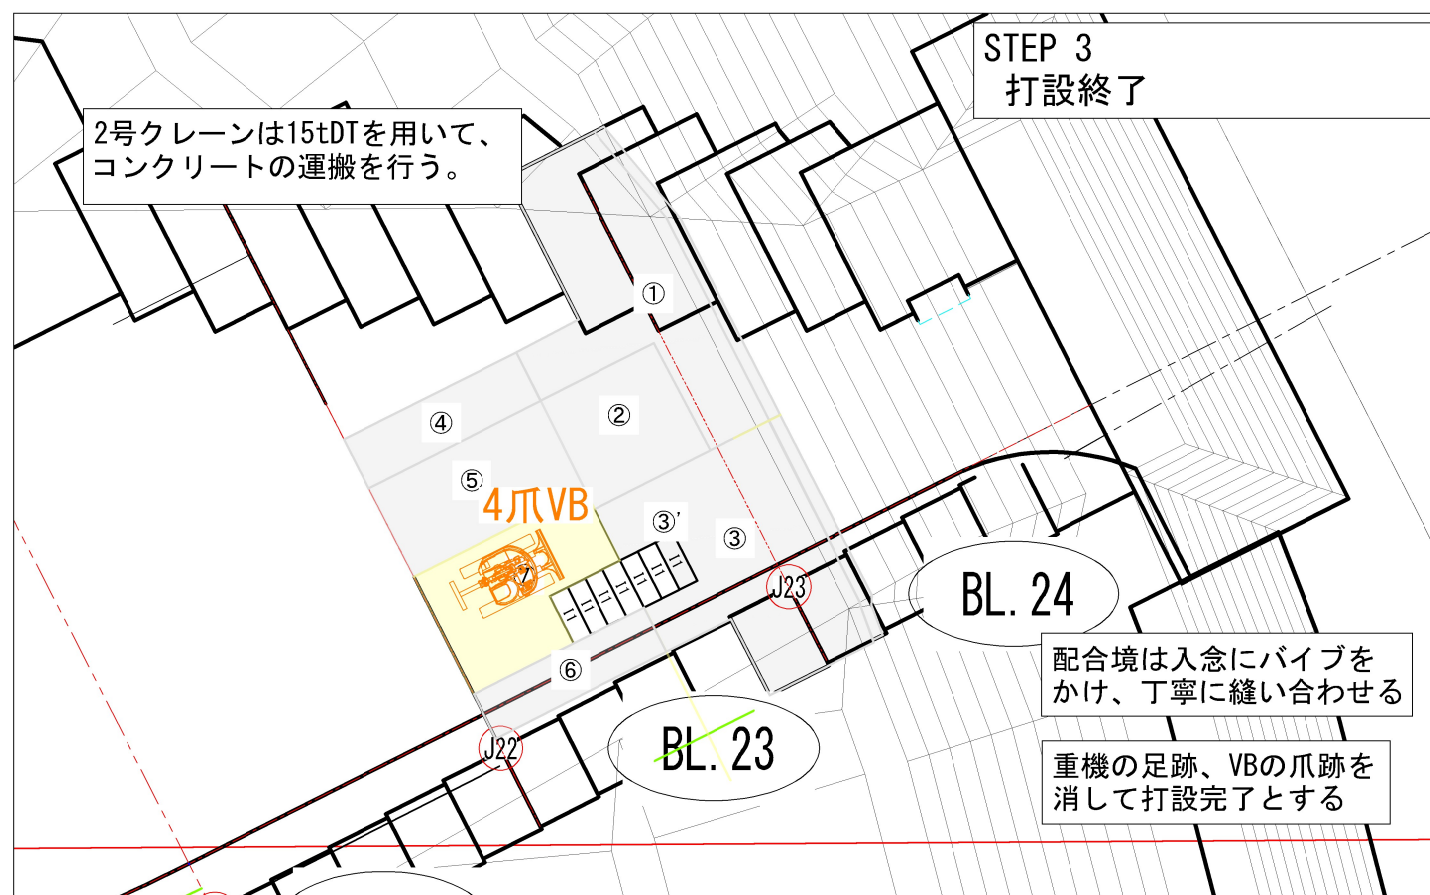 STEP 3
打設終了
2号クレーンは15tDTを用いて、
コンクリートの運搬を行う。
①
②
④
⑤
4爪VB
③’
③
⑥
J23
BL.24
J22
BL.23
配合境は入念にバイブを
かけ、丁寧に縫い合わせる
重機の足跡、VBの爪跡を
消して打設完了とする